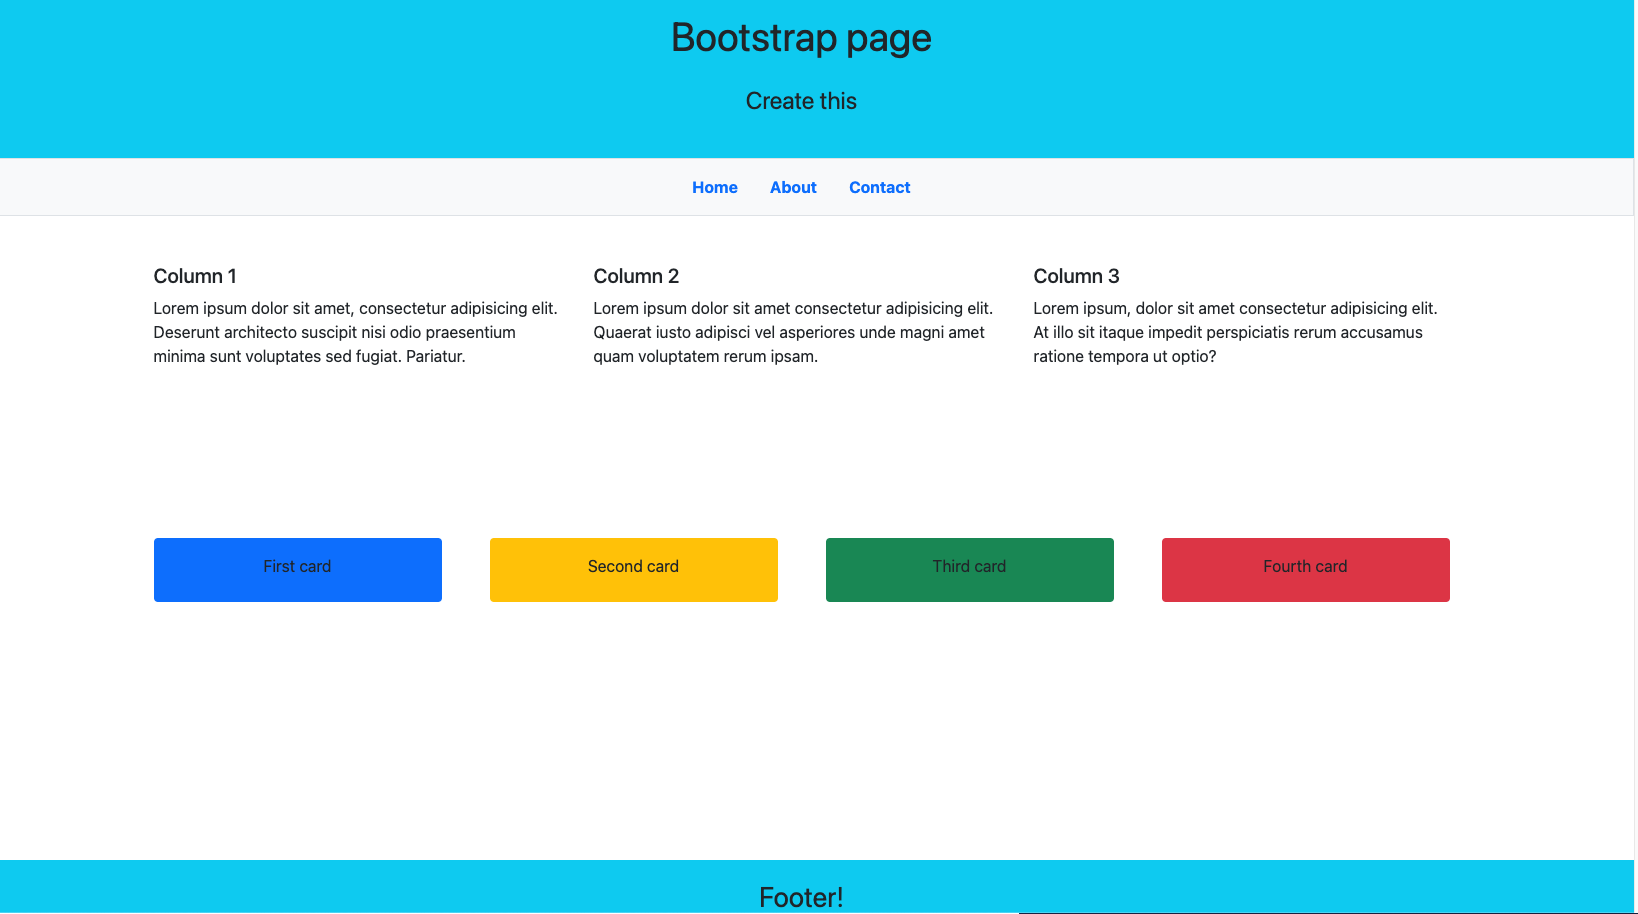 Bootstrap page
Create this
Home About Contact
Column 1
Lorem ipsum dolor sit amet, consectetur adipisicing elit.
Deserunt architecto suscipit nisi odio praesentium
minima sunt voluptates sed fugiat. Pariatur.
Column 2
Lorem ipsum dolor sit amet consectetur adipisicing elit.
Quaerat iusto adipisci vel asperiores unde magni amet
quam voluptatem rerum ipsam.
Column 3
Lorem ipsum, dolor sit amet consectetur adipisicing elit.
At illo sit itaque impedit perspiciatis rerum accusamus
ratione tempora ut optio?
First card
Second card
Third card
Fourth card
Footer!